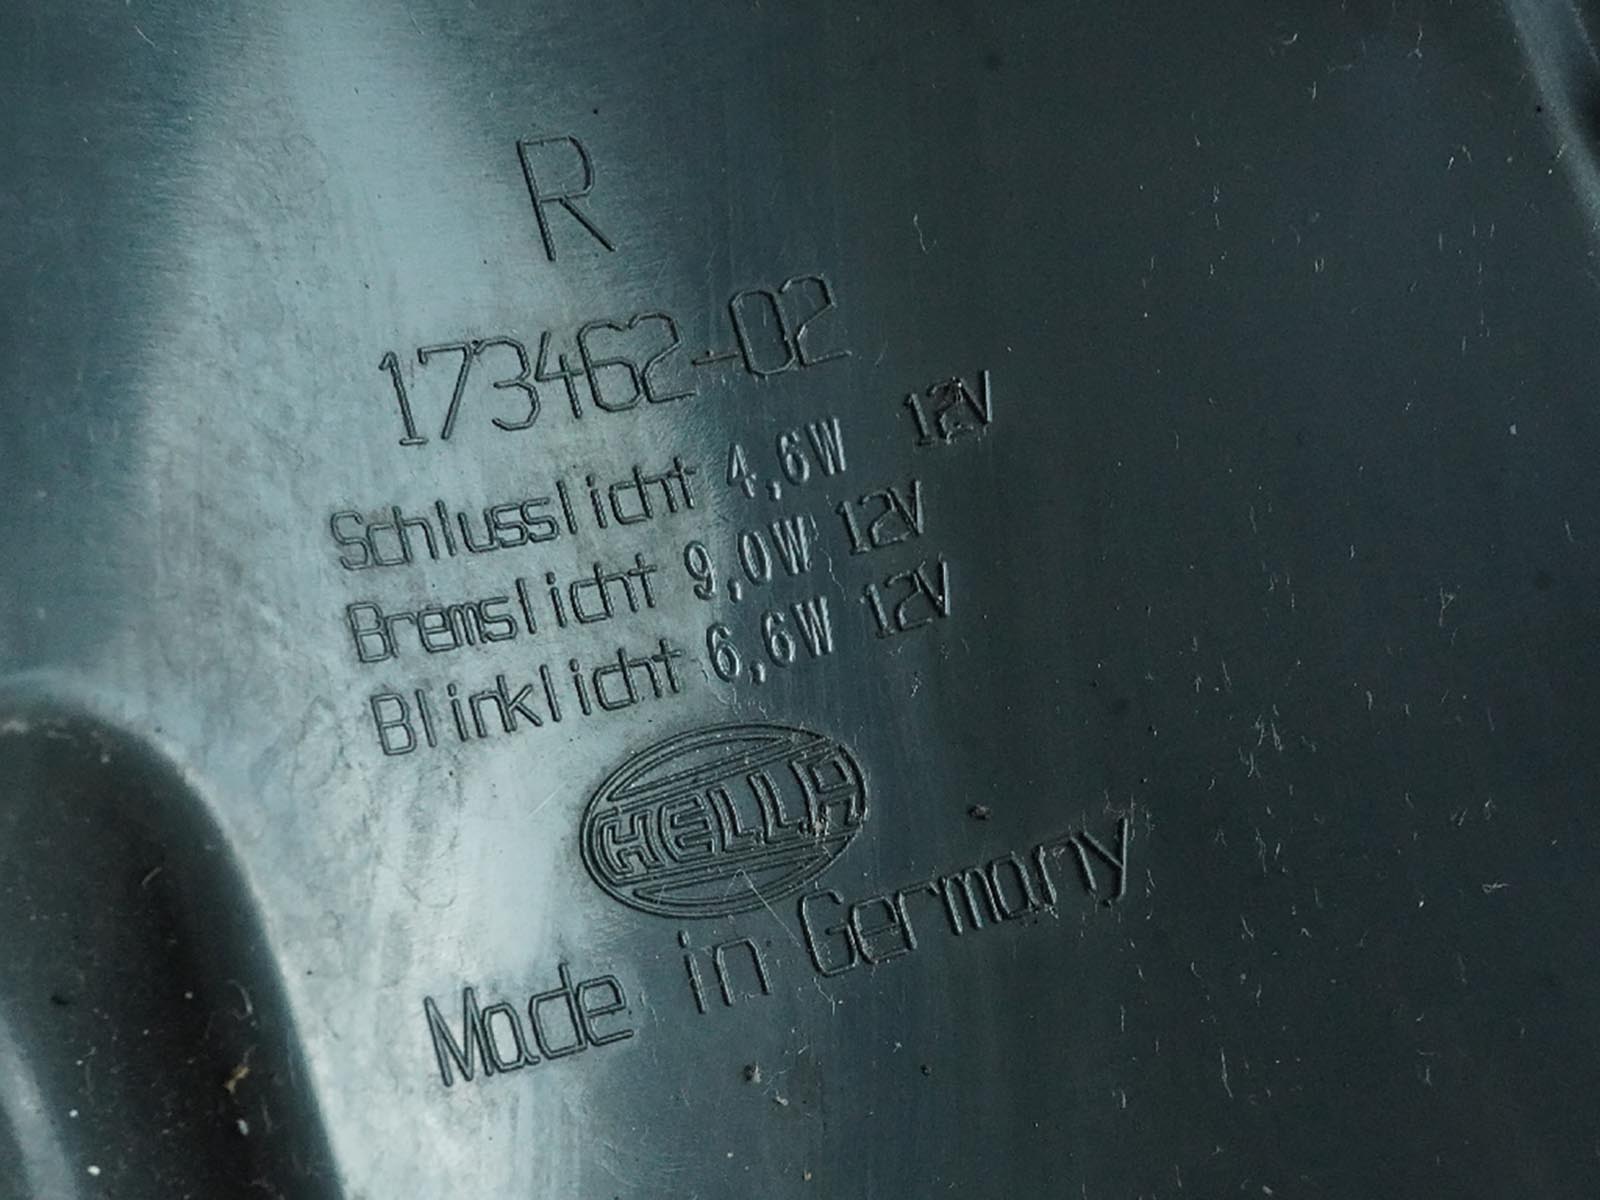 R
173462-02
Schlusslicht 4,6W 12V
Bremslicht 9,0W 12V
Blinklicht 6,6W 12V
HELLA
Made in Germany